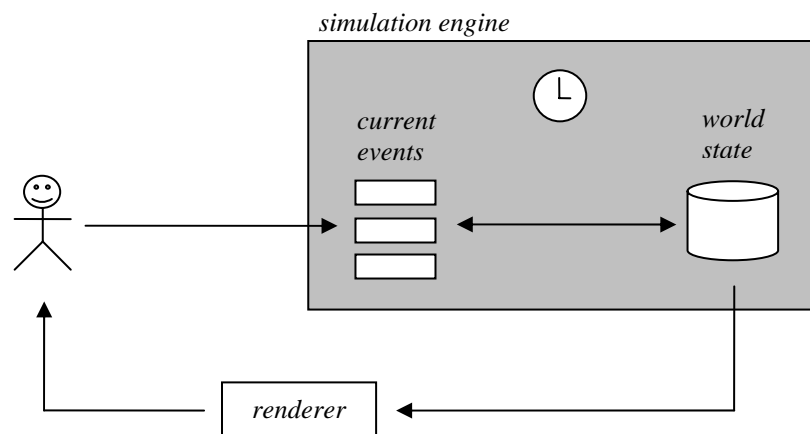 simulation engine
current
events
world
state
renderer